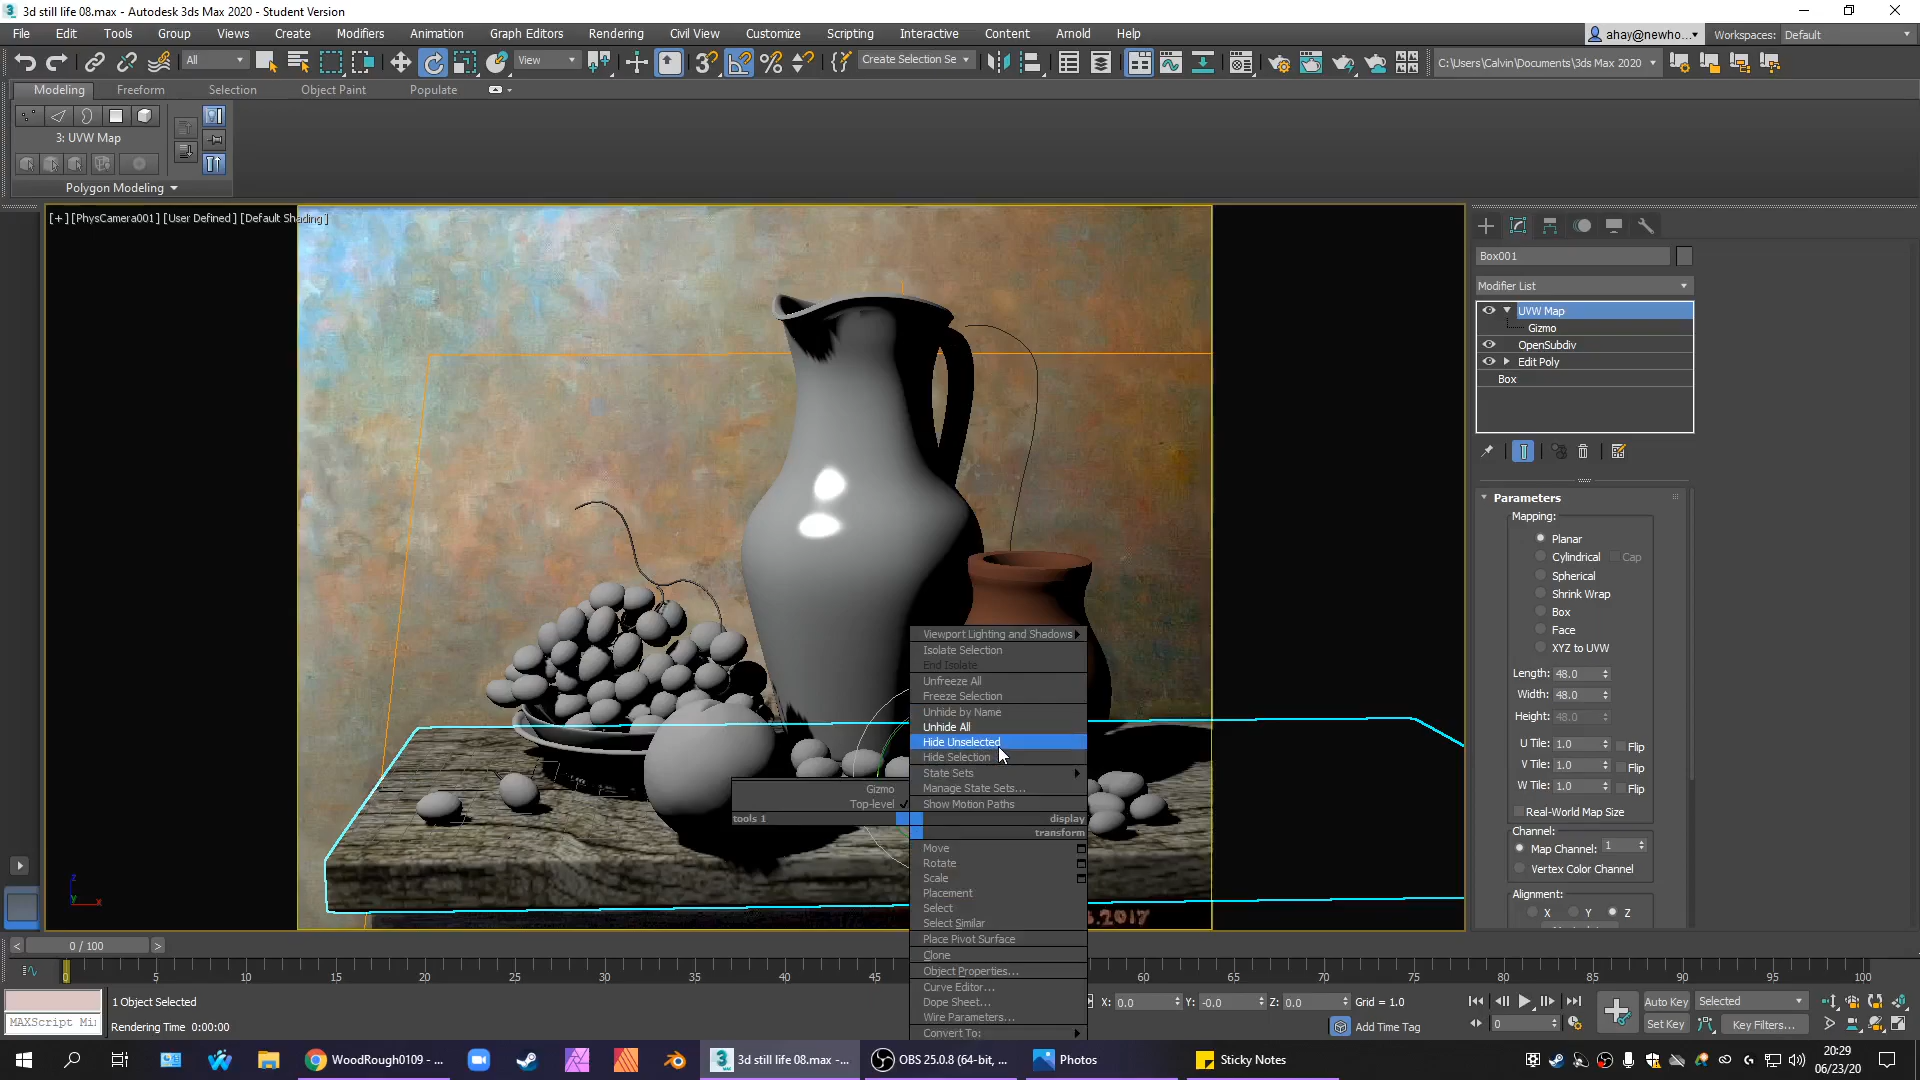 3d still life 08.max - Autodesk 3ds Max 2020 - Student Version
File Edit Tools Group Views Create Modifiers Animation Graph Editors Rendering Civil View Customize Scripting Interactive Content Arnold Help
ahay@newho...
Workspaces: Default
All
View
Create Selection Se
C:\Users\Calvin\Documents\3ds Max 2020
Modeling Freeform Selection Object Paint Populate
3: UVW Map
Polygon Modeling
[+] [PhysCamera001] [User Defined] [Default Shading]
Box001
Modifier List
UVW Map
Gizmo
OpenSubdiv
Edit Poly
Box
Parameters
Mapping:
Planar
Cylindrical Cap
Spherical
Shrink Wrap
Box
Face
XYZ to UVW
Length: 48.0
Width: 48.0
Height: 48.0
U Tile: 1.0 Flip
V Tile: 1.0 Flip
W Tile: 1.0 Flip
Real-World Map Size
Channel:
Map Channel: 1
Vertex Color Channel
Alignment:
X Y Z
Viewport Lighting and Shadows
Isolate Selection
End Isolate
Unfreeze All
Freeze Selection
Unhide by Name
Unhide All
Hide Unselected
Hide Selection
State Sets
Manage State Sets...
Show Motion Paths
Gizmo
Top-level
tools 1
display
transform
Move
Rotate
Scale
Placement
Select
Select Similar
Place Pivot Surface
Clone
Object Properties...
Curve Editor...
Dope Sheet...
Wire Parameters...
Convert To:
.2017
z
y
x
0 / 100
0 5 10 15 20 25 30 35 40 45 60 65 70 75 80 85 90 95 100
1 Object Selected
MAXScript Mi
Rendering Time 0:00:00
X: 0.0 Y: -0.0 Z: 0.0 Grid = 1.0
Add Time Tag
0
Auto Key Selected
Set Key Key Filters...
WoodRough0109 - ...
3d still life 08.max -...
OBS 25.0.8 (64-bit, ...
Photos
Sticky Notes
20:29
06/23/20